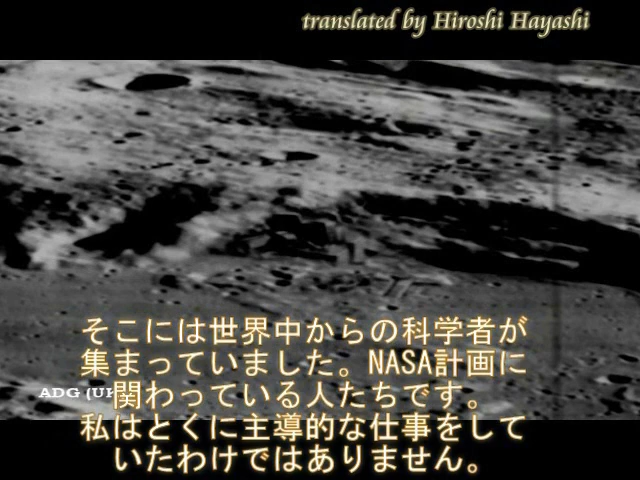 translated by Hiroshi Hayashi
そこには世界中からの科学者が
集まっていました。NASA計画に
ADG (UK
関わっている人たちです。
私はとくに主導的な仕事をして
いたわけではありません。